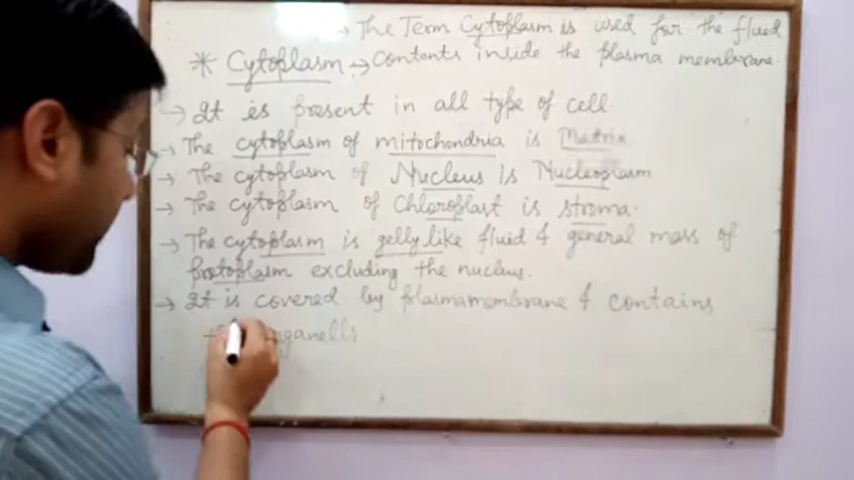 → The Term Cytoplasm is used for the fluid
* Cytoplasm :→ Contents inside the plasma membrane.
→ It is present in all type of cell.
→ The cytoplasm of mitochondria is Matrix
→ The cytoplasm of Nucleus is Nucleoplasm
→ The cytoplasm of Chloroplast is stroma.
→ The cytoplasm is gelly like fluid & general mass of
protoplasm excluding the nucleus.
→ It is covered by plasmamembrane & contains
organells